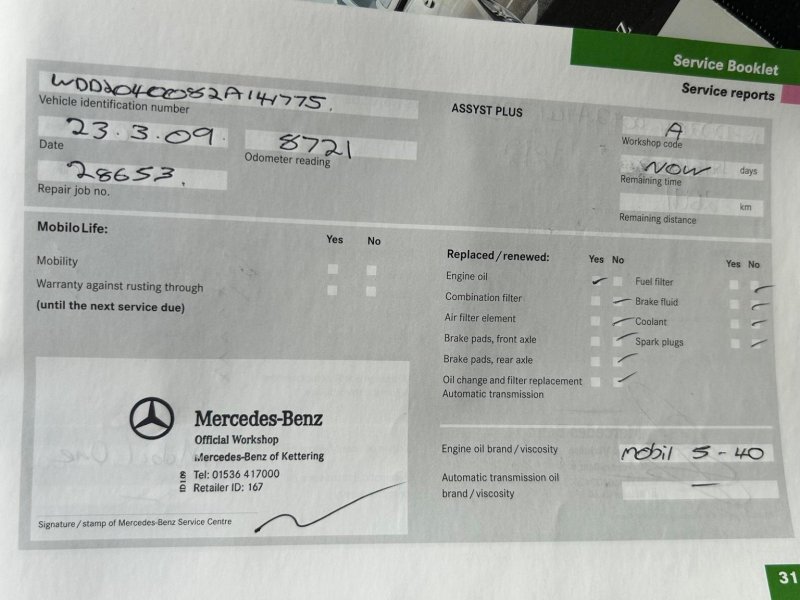 Service Booklet
Service reports
WDD2040082A141775.
Vehicle identification number
ASSYST PLUS
A
Workshop code
23.3.09.
Date
8721
Odometer reading
NOW days
Remaining time
28653.
Repair job no.
km
Remaining distance
MobiloLife:
Yes No
Mobility
Warranty against rusting through
(until the next service due)
Replaced/renewed: Yes No Yes No
Engine oil
Fuel filter
Combination filter
Brake fluid
Air filter element
Coolant
Brake pads, front axle
Spark plugs
Brake pads, rear axle
Oil change and filter replacement
Automatic transmission
Mercedes-Benz
Official Workshop
Mercedes-Benz of Kettering
Tel: 01536 417000
Retailer ID: 167
Signature/stamp of Mercedes-Benz Service Centre
Engine oil brand/viscosity mobil 5-40
Automatic transmission oil
brand/viscosity —
31